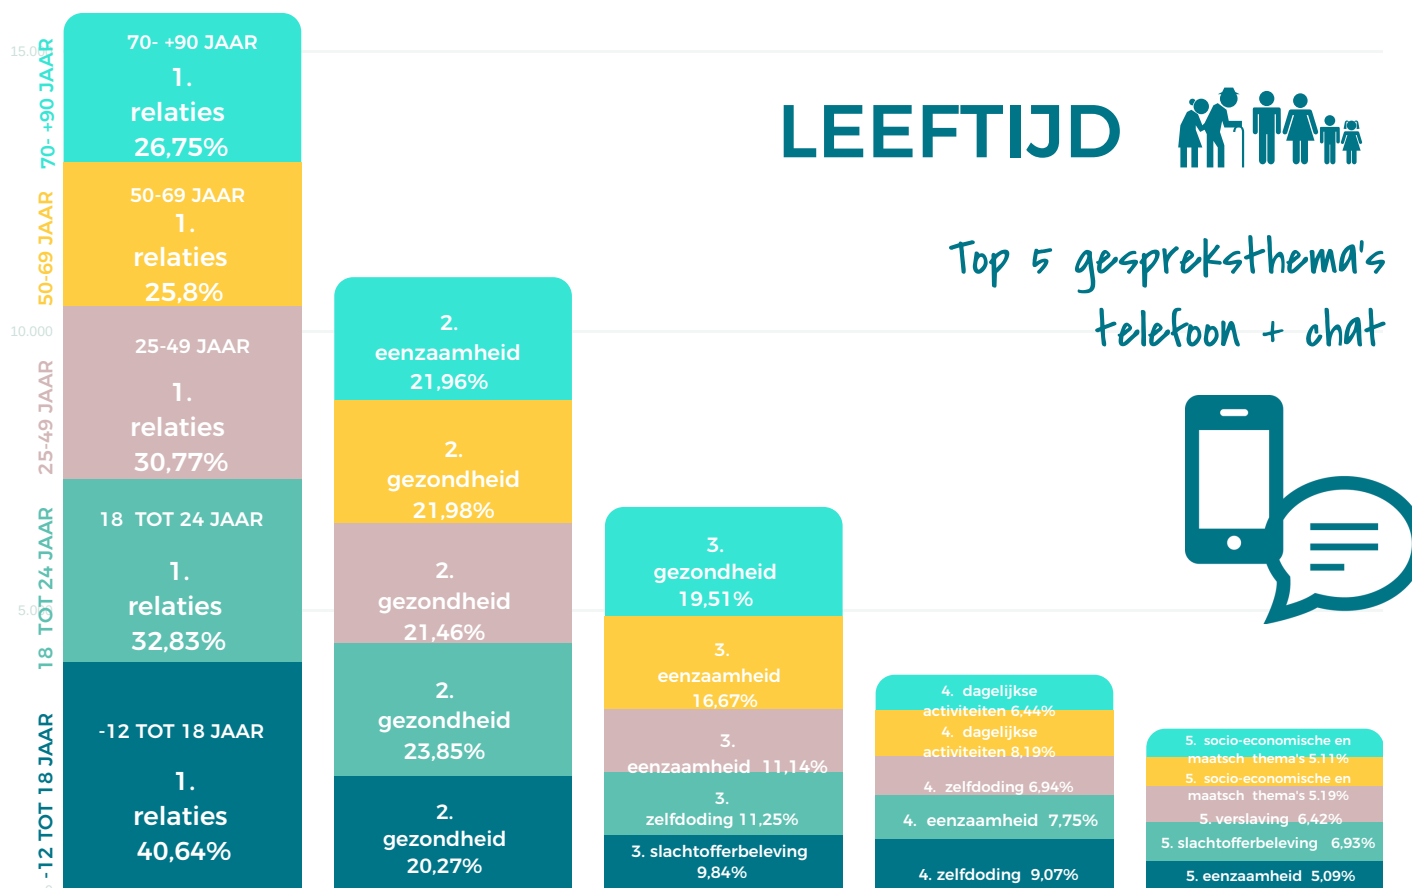 LEEFTIJD
Top 5 gespreksthema's
telefoon + chat
15.000
10.000
5.000
0
70- +90 JAAR
50-69 JAAR
25-49 JAAR
18 TOT 24 JAAR
-12 TOT 18 JAAR
70- +90 JAAR
1.
relaties
26,75%
50-69 JAAR
1.
relaties
25,8%
25-49 JAAR
1.
relaties
30,77%
18 TOT 24 JAAR
1.
relaties
32,83%
-12 TOT 18 JAAR
1.
relaties
40,64%
2.
eenzaamheid
21,96%
2.
gezondheid
21,98%
2.
gezondheid
21,46%
2.
gezondheid
23,85%
2.
gezondheid
20,27%
3.
gezondheid
19,51%
3.
eenzaamheid
16,67%
3.
eenzaamheid 11,14%
3.
zelfdoding 11,25%
3. slachtofferbeleving
9,84%
4. dagelijkse
activiteiten 6,44%
4. dagelijkse
activiteiten 8,19%
4. zelfdoding 6,94%
4. eenzaamheid 7,75%
4. zelfdoding 9,07%
5. socio-economische en
maatsch thema's 5.11%
5. socio-economische en
maatsch thema's 5.19%
5. verslaving 6,42%
5. slachtofferbeleving 6,93%
5. eenzaamheid 5,09%